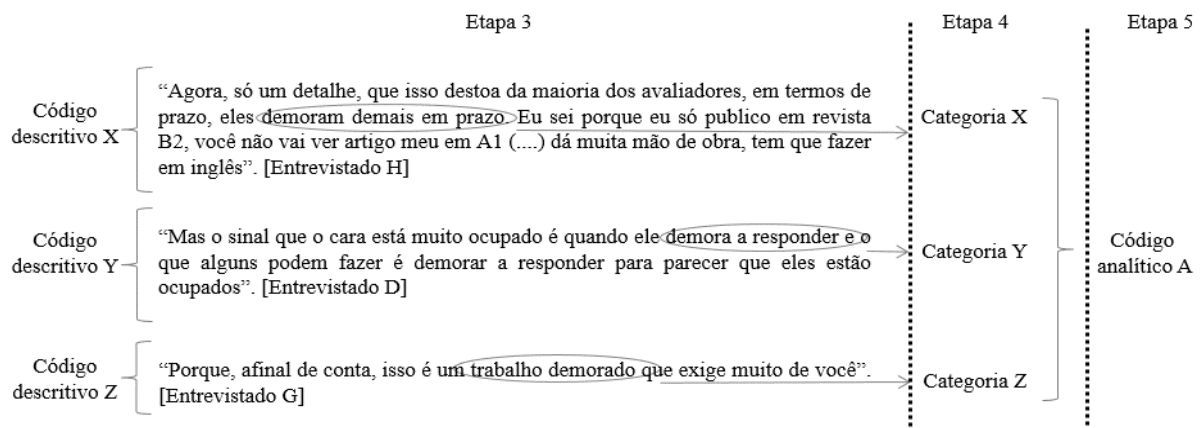 Etapa 3
Etapa 4
Etapa 5
Código
descritivo X
“Agora, só um detalhe, que isso destoa da maioria dos avaliadores, em termos de
prazo, eles demoram demais em prazo. Eu sei porque eu só publico em revista
B2, você não vai ver artigo meu em A1 (....) dá muita mão de obra, tem que fazer
em inglês”. [Entrevistado H]
Categoria X
Código
descritivo Y
“Mas o sinal que o cara está muito ocupado é quando ele demora a responder e o
que alguns podem fazer é demorar a responder para parecer que eles estão
ocupados”. [Entrevistado D]
Categoria Y
Código
analítico A
Código
descritivo Z
“Porque, afinal de conta, isso é um trabalho demorado que exige muito de você”.
[Entrevistado G]
Categoria Z